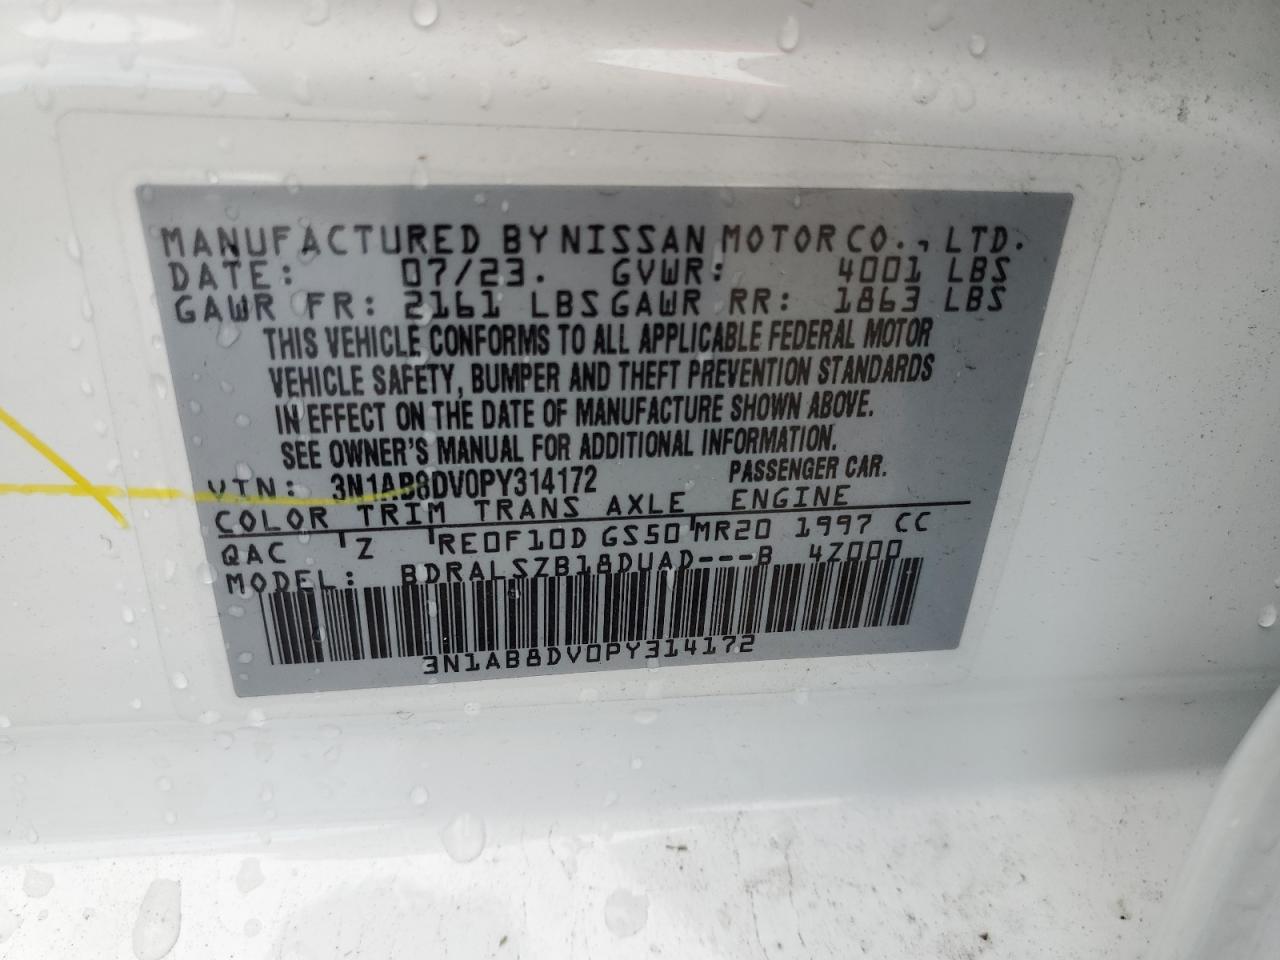 MANUFACTURED BY NISSAN MOTOR CO., LTD.
DATE: 07/23. GVWR: 4001 LBS
GAWR FR: 2161 LBS GAWR RR: 1863 LBS
THIS VEHICLE CONFORMS TO ALL APPLICABLE FEDERAL MOTOR
VEHICLE SAFETY, BUMPER AND THEFT PREVENTION STANDARDS
IN EFFECT ON THE DATE OF MANUFACTURE SHOWN ABOVE.
SEE OWNER'S MANUAL FOR ADDITIONAL INFORMATION.
VIN: 3N1AB8DV0PY314172 PASSENGER CAR.
COLOR TRIM TRANS AXLE ENGINE
QAC Z RE0F10D GS50 MR20 1997 CC
MODEL: BDRALSZB18DUAD---B 4Z000
3N1AB8DV0PY314172